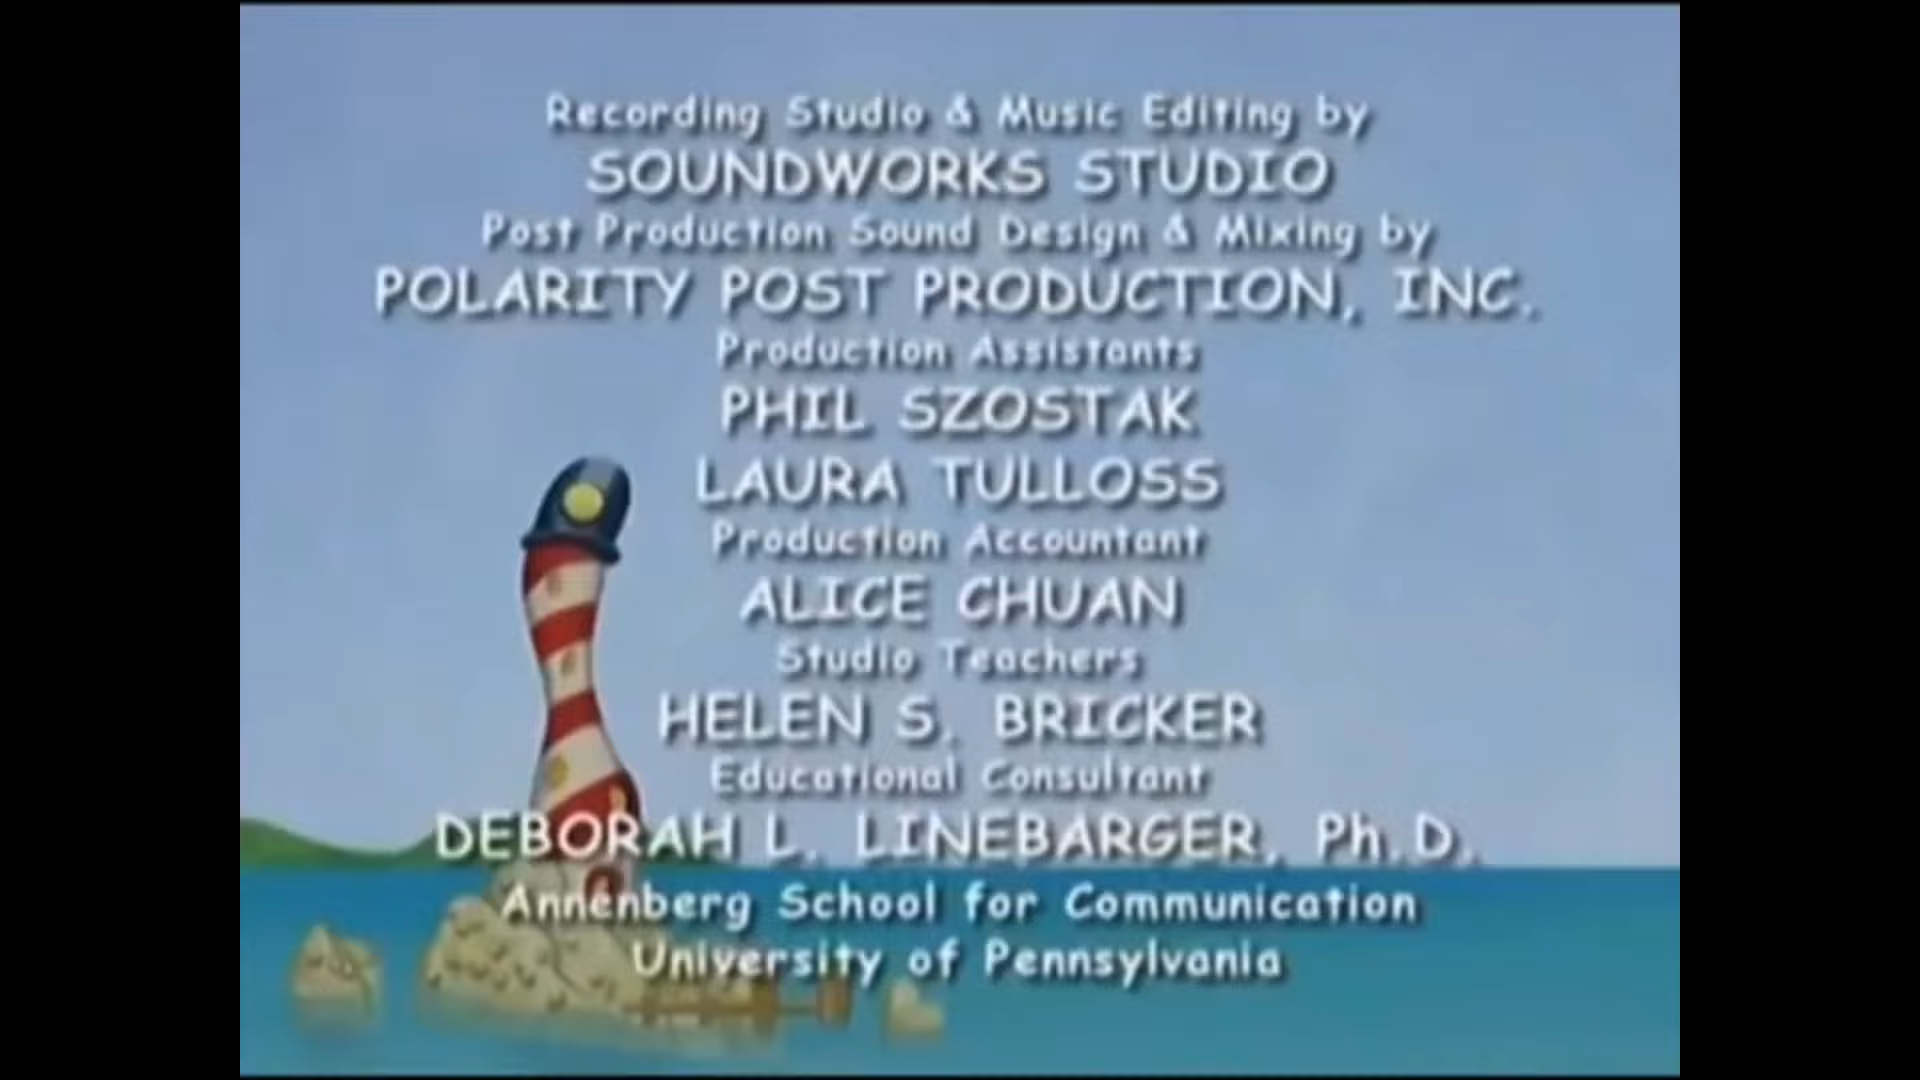 Recording Studio & Music Editing by
SOUNDWORKS STUDIO
Post Production Sound Design & Mixing by
POLARITY POST PRODUCTION, INC.
Production Assistants
PHIL SZOSTAK
LAURA TULLOSS
Production Accountant
ALICE CHUAN
Studio Teachers
HELEN S. BRICKER
Educational Consultant
DEBORAH L. LINEBARGER, Ph.D.
Annenberg School for Communication
University of Pennsylvania